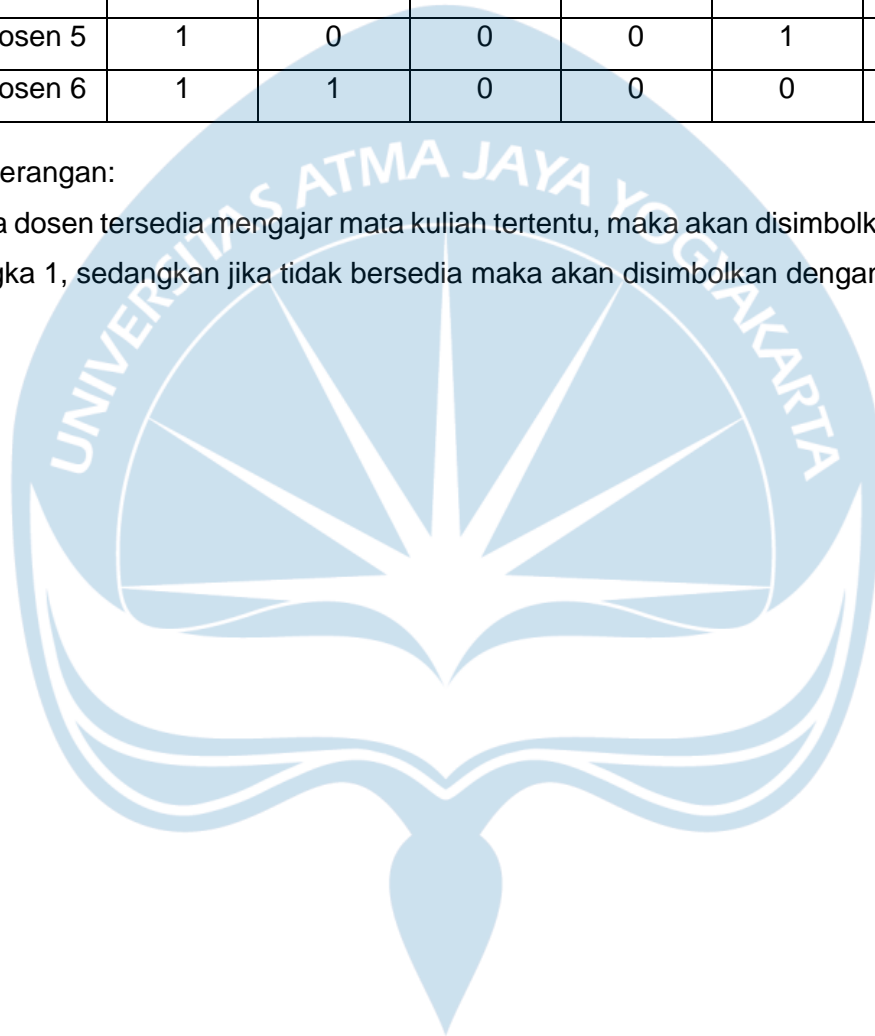 osen 5 1 0 0 0 1
osen 6 1 1 0 0 0
erangan:
a dosen tersedia mengajar mata kuliah tertentu, maka akan disimbolk
gka 1, sedangkan jika tidak bersedia maka akan disimbolkan dengan
UNIVERSITAS ATMA JAYA YOGYAKARTA